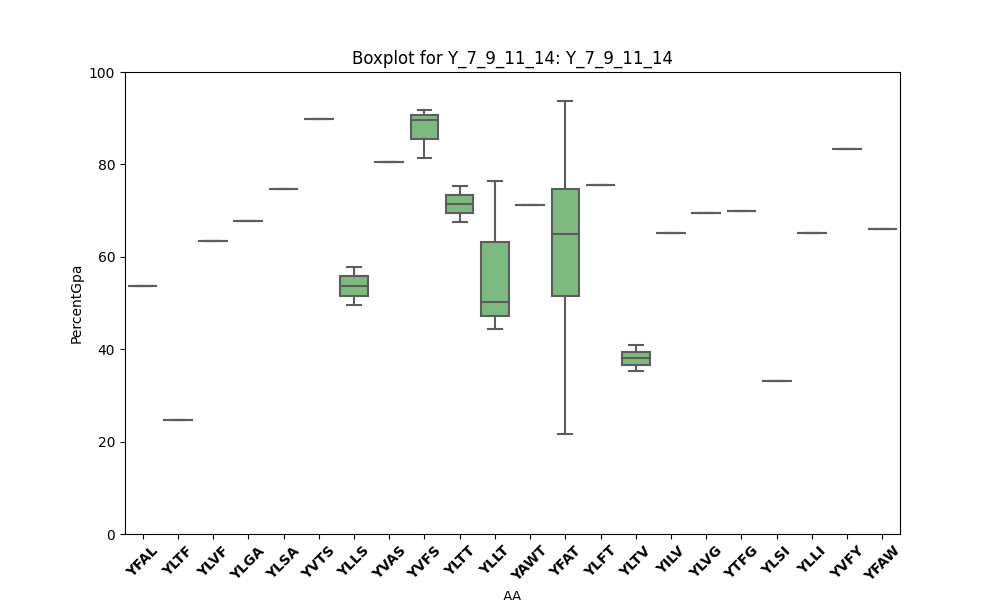 Boxplot for Y_7_9_11_14: Y_7_9_11_14
PercentGpa
100
80
60
40
20
0
YFAL YLTF YLVF YLGA YLSA YVTS YLLS YVAS YVFS YLTT YLLT YAWT YFAT YLFT YLTV YILV YLVG YTFG YLSI YLLI YVFY YFAW
AA